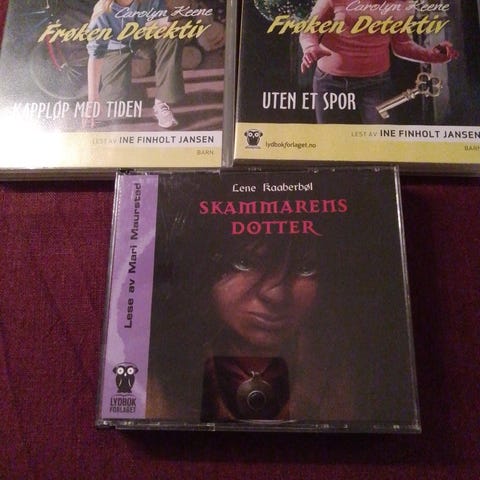 Carolyn Keene
Frøken Detektiv
KAPPLØP MED TIDEN
LEST AV INE FINHOLT JANSEN
BARN
Carolyn Keene
Frøken Detektiv
UTEN ET SPOR
LEST AV INE FINHOLT JANSEN
lydbokforlaget.no
BARN
Lene Kaaberbøl
SKAMMARENS
DOTTER
Lese av Mari Maurstad
LYDBOK
FORLAGET